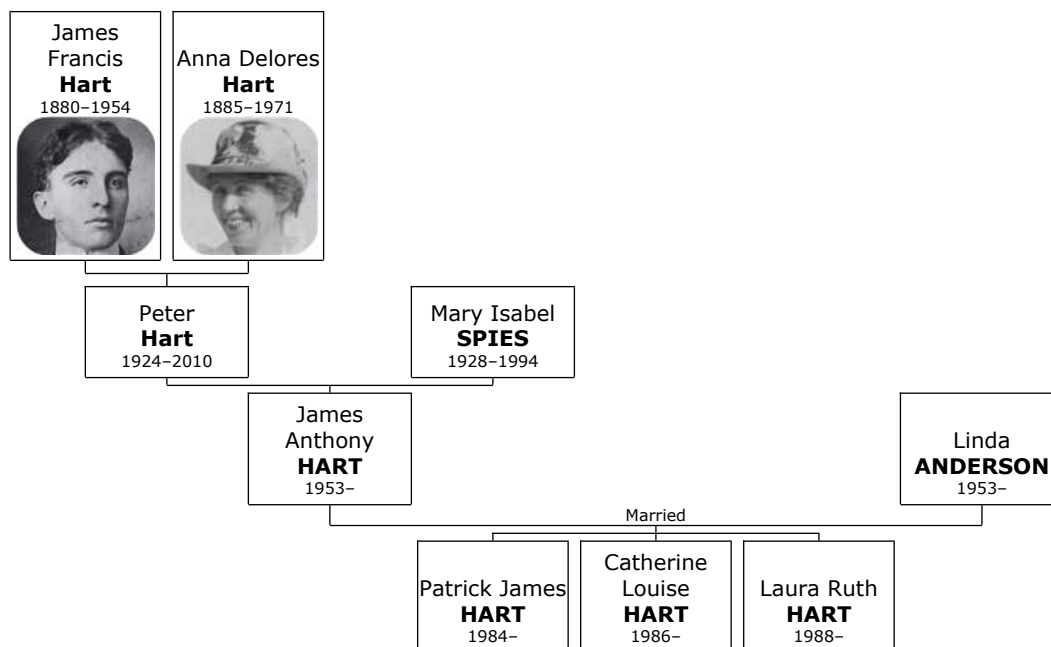 James
Francis
Hart
1880–1954
Anna Delores
Hart
1885–1971
Peter
Hart
1924–2010
Mary Isabel
SPIES
1928–1994
James
Anthony
HART
1953–
Linda
ANDERSON
1953–
Married
Patrick James
HART
1984–
Catherine
Louise
HART
1986–
Laura Ruth
HART
1988–